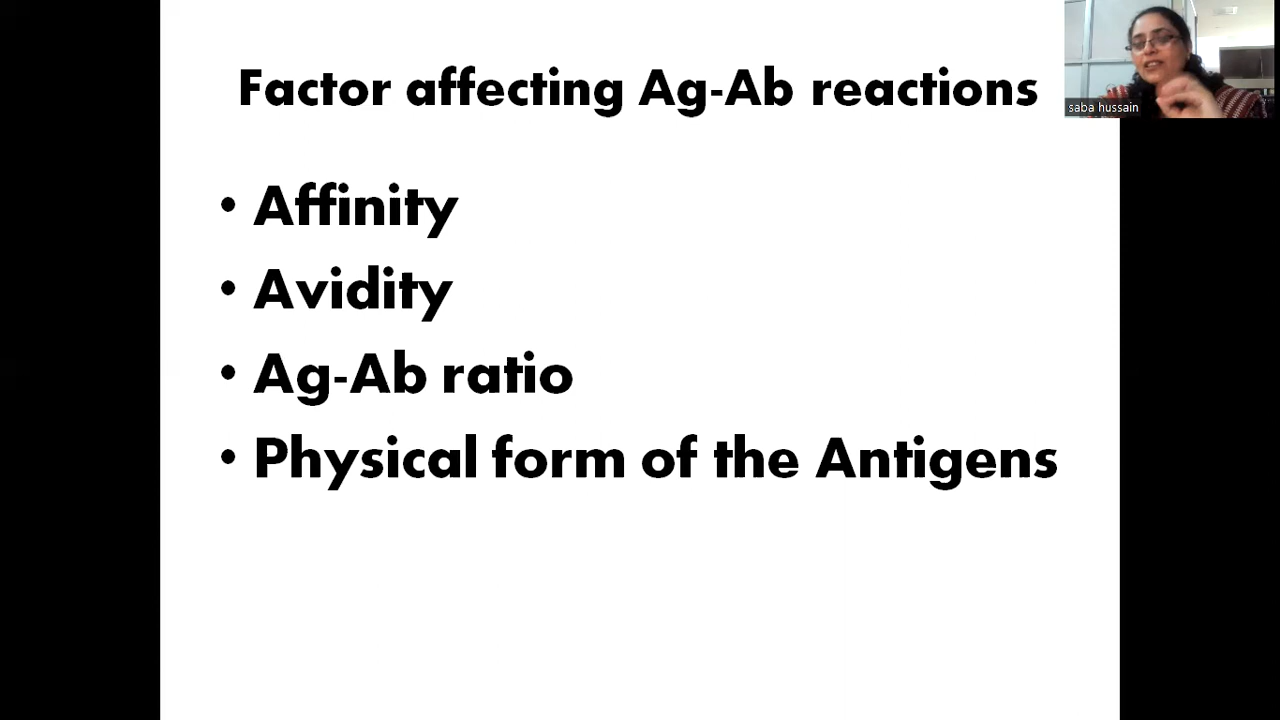 Factor affecting Ag-Ab reactions
saba hussain
• Affinity
• Avidity
• Ag-Ab ratio
• Physical form of the Antigens